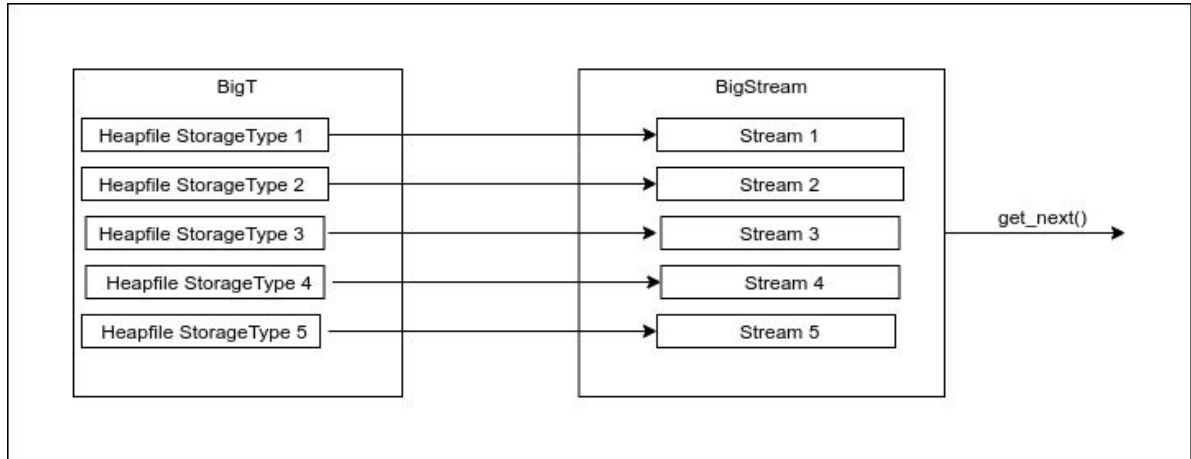 BigT
Heapfile StorageType 1
Heapfile StorageType 2
Heapfile StorageType 3
Heapfile StorageType 4
Heapfile StorageType 5
BigStream
Stream 1
Stream 2
Stream 3
Stream 4
Stream 5
get_next()